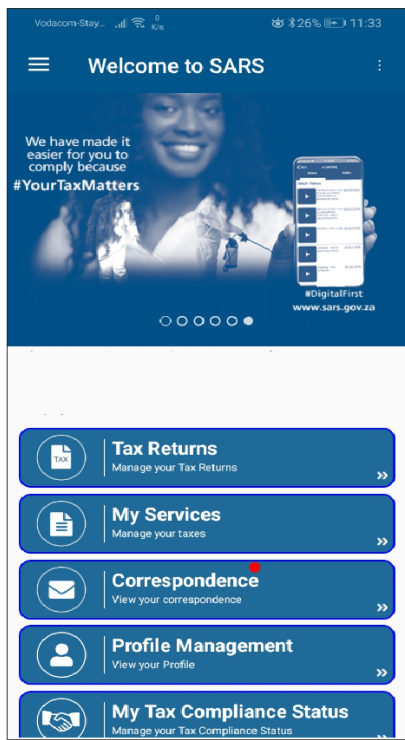 Vodacom-Stay... 0 K/s 26% 11:33
Welcome to SARS
We have made it
easier for you to
comply because
#YourTaxMatters
#DigitalFirst
www.sars.gov.za
TAX
Tax Returns
Manage your Tax Returns
My Services
Manage your taxes
Correspondence
View your correspondence
Profile Management
View your Profile
My Tax Compliance Status
Manage your Tax Compliance Status